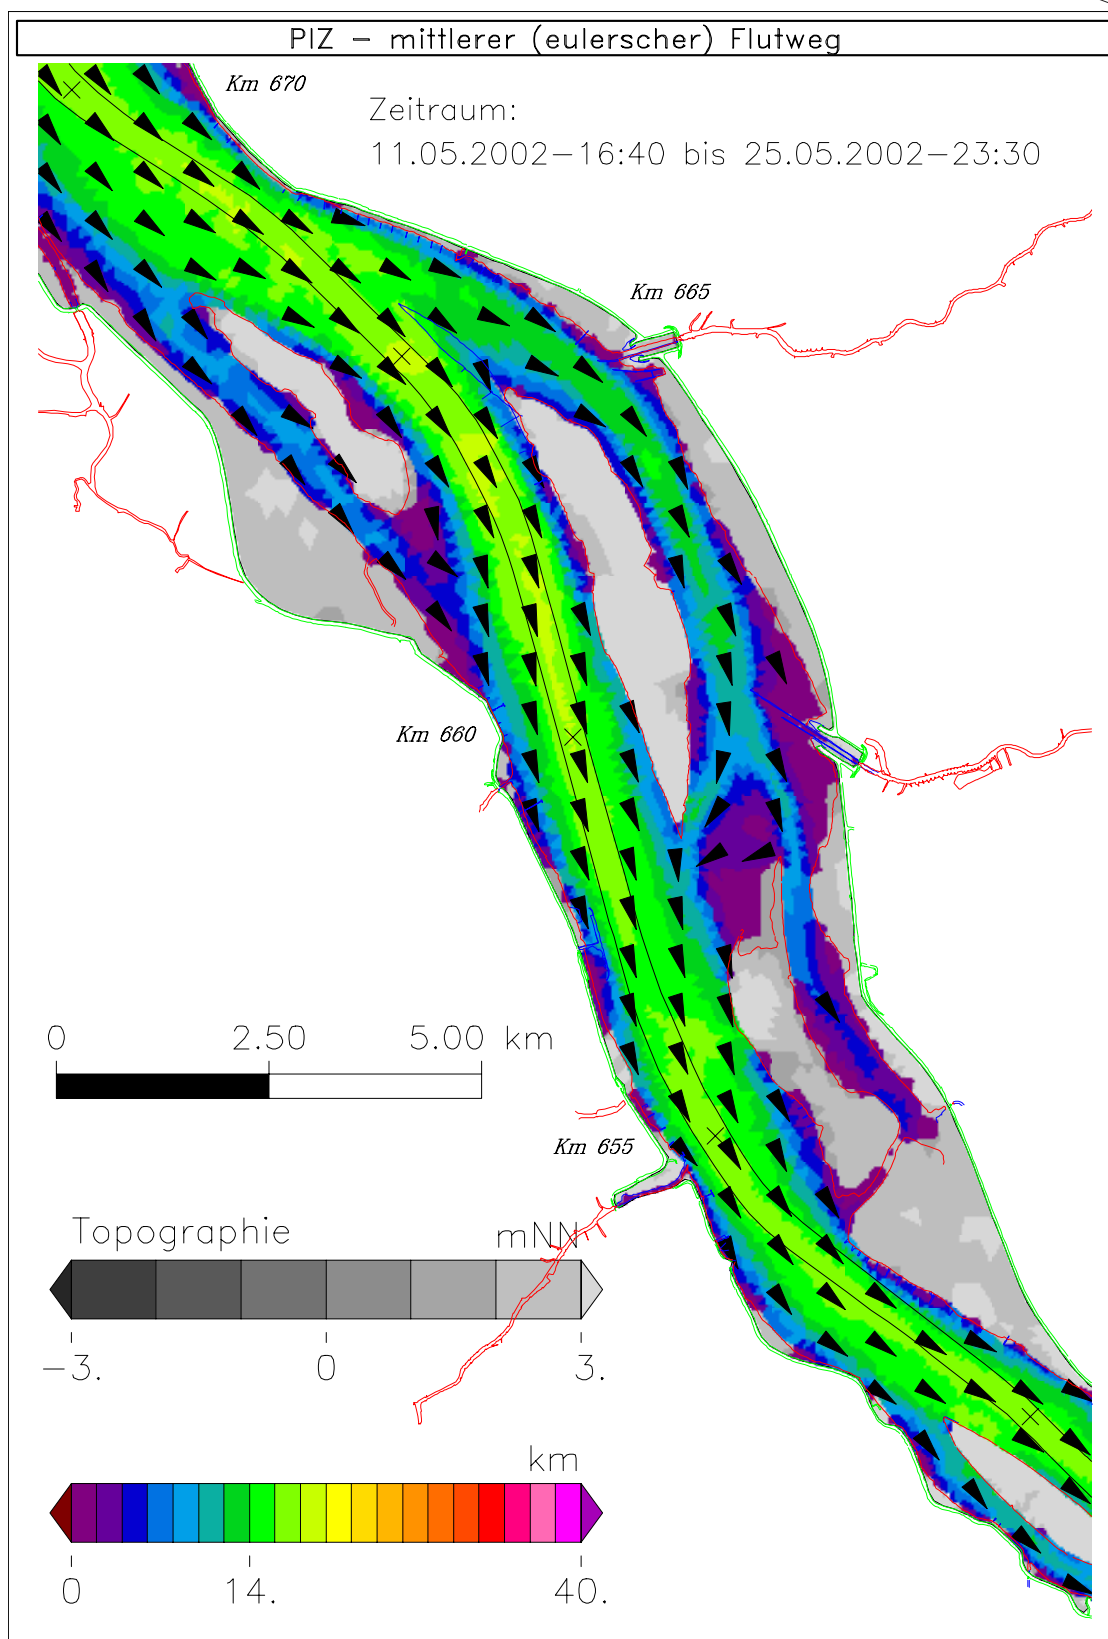 PIZ – mittlerer (eulerscher) Flutweg
Km 670
Zeitraum:
11.05.2002–16:40 bis 25.05.2002–23:30
Km 665
Km 660
0 2.50 5.00 km
Km 655
Topographie mNN
–3. 0 3.
km
0 14. 40.